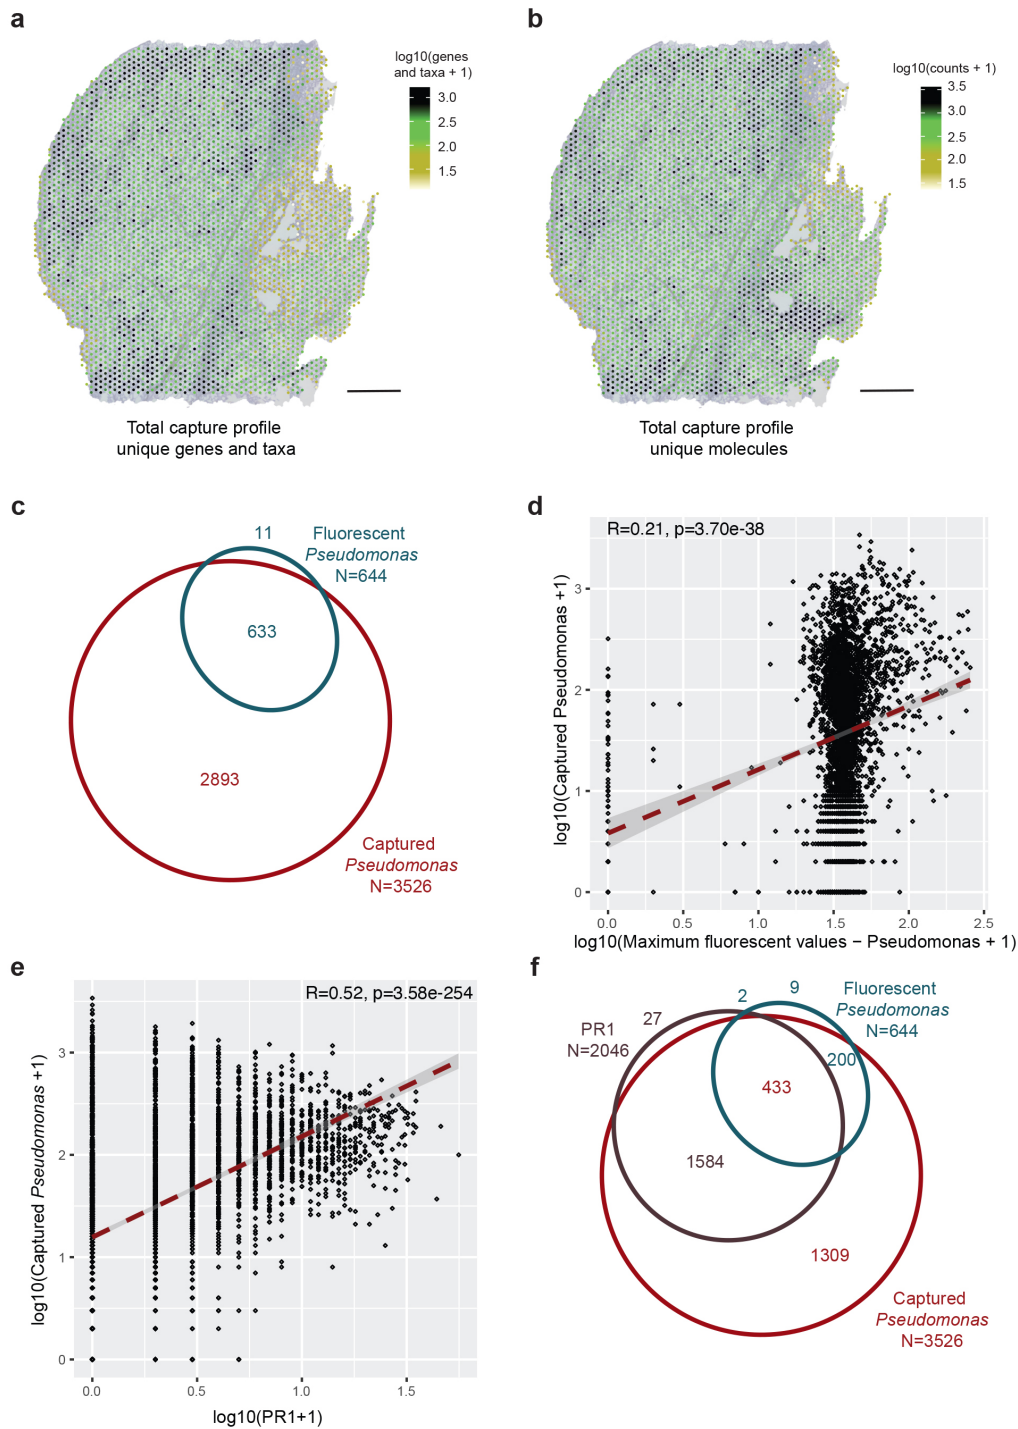 a
log10(genes
and taxa + 1)
3.0
2.5
2.0
1.5
Total capture profile
unique genes and taxa
b
log10(counts + 1)
3.5
3.0
2.5
2.0
1.5
Total capture profile
unique molecules
c
11
Fluorescent
Pseudomonas
N=644
633
2893
Captured
Pseudomonas
N=3526
d
R=0.21, p=3.70e-38
log10(Captured Pseudomonas +1)
3
2
1
0
0.0
0.5
1.0
1.5
2.0
2.5
log10(Maximum fluorescent values − Pseudomonas + 1)
e
R=0.52, p=3.58e-254
log10(Captured Pseudomonas +1)
3
2
1
0
0.0
0.5
1.0
1.5
log10(PR1+1)
f
2
9
Fluorescent
Pseudomonas
N=644
27
PR1
N=2046
200
433
1584
1309
Captured
Pseudomonas
N=3526